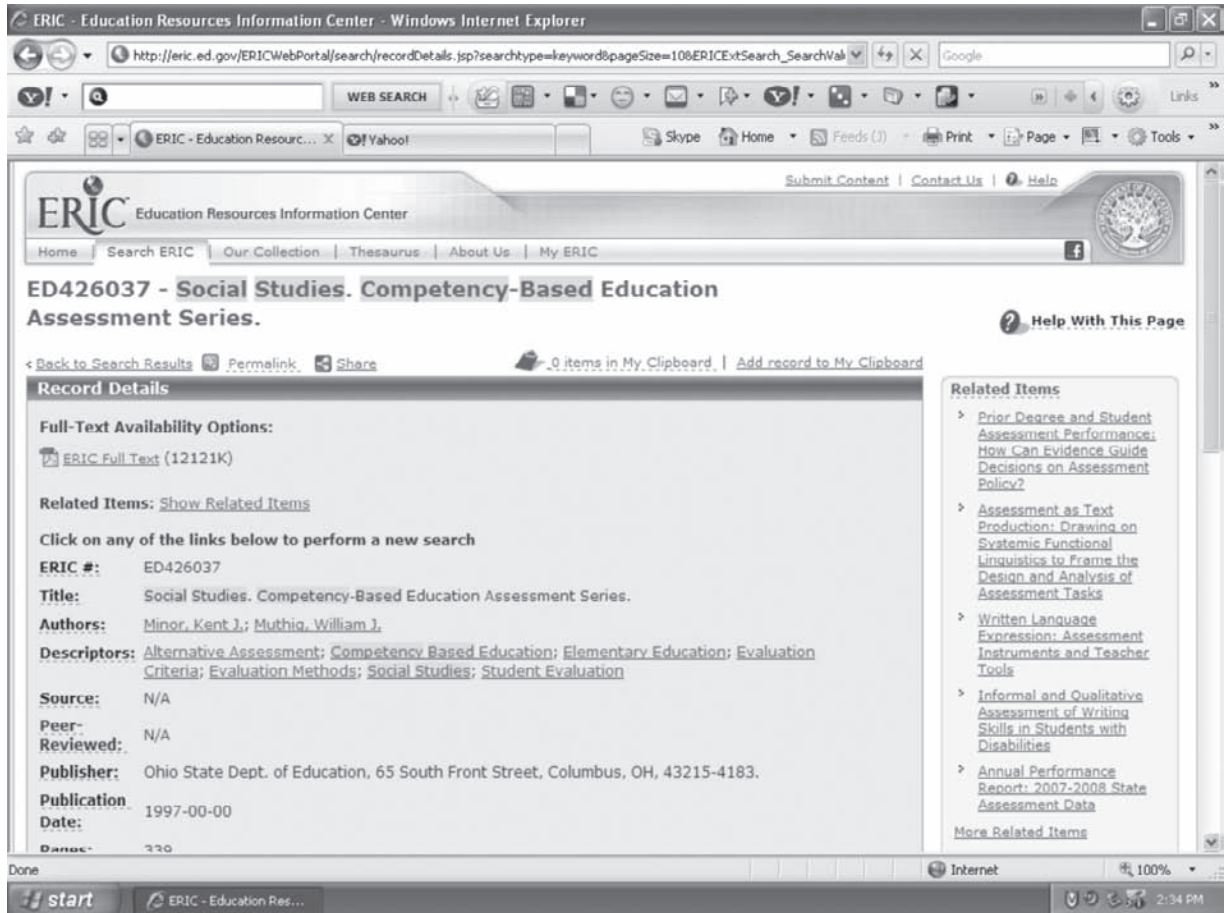 ERIC - Education Resources Information Center - Windows Internet Explorer
http://eric.ed.gov/ERICWebPortal/search/recordDetails.jsp?searchtype=keyword&pageSize=10&ERICExtSearch_SearchVal
Google
WEB SEARCH
Links
ERIC - Education Resourc...
Yahoo!
Skype Home Feeds (J) Print Page Tools
Submit Content | Contact Us | Help
ERIC Education Resources Information Center
Home | Search ERIC | Our Collection | Thesaurus | About Us | My ERIC
ED426037 - Social Studies. Competency-Based Education
Assessment Series.
Help With This Page
Back to Search Results Permalink Share 0 items in My Clipboard | Add record to My Clipboard
Record Details
Full-Text Availability Options:
ERIC Full Text (12121K)
Related Items: Show Related Items
Click on any of the links below to perform a new search
ERIC #: ED426037
Title: Social Studies. Competency-Based Education Assessment Series.
Authors: Minor, Kent J.; Muthig, William J.
Descriptors: Alternative Assessment; Competency Based Education; Elementary Education; Evaluation
Criteria; Evaluation Methods; Social Studies; Student Evaluation
Source: N/A
Peer-
Reviewed: N/A
Publisher: Ohio State Dept. of Education, 65 South Front Street, Columbus, OH, 43215-4183.
Publication
Date: 1997-00-00
Pages: 339
Related Items
Prior Degree and Student
Assessment Performance:
How Can Evidence Guide
Decisions on Assessment
Policy?
Assessment as Text
Production: Drawing on
Systemic Functional
Linguistics to Frame the
Design and Analysis of
Assessment Tasks
Written Language
Expression: Assessment
Instruments and Teacher
Tools
Informal and Qualitative
Assessment of Writing
Skills in Students with
Disabilities
Annual Performance
Report: 2007-2008 State
Assessment Data
More Related Items
Done
Internet
100%
start
ERIC - Education Res...
2:34 PM